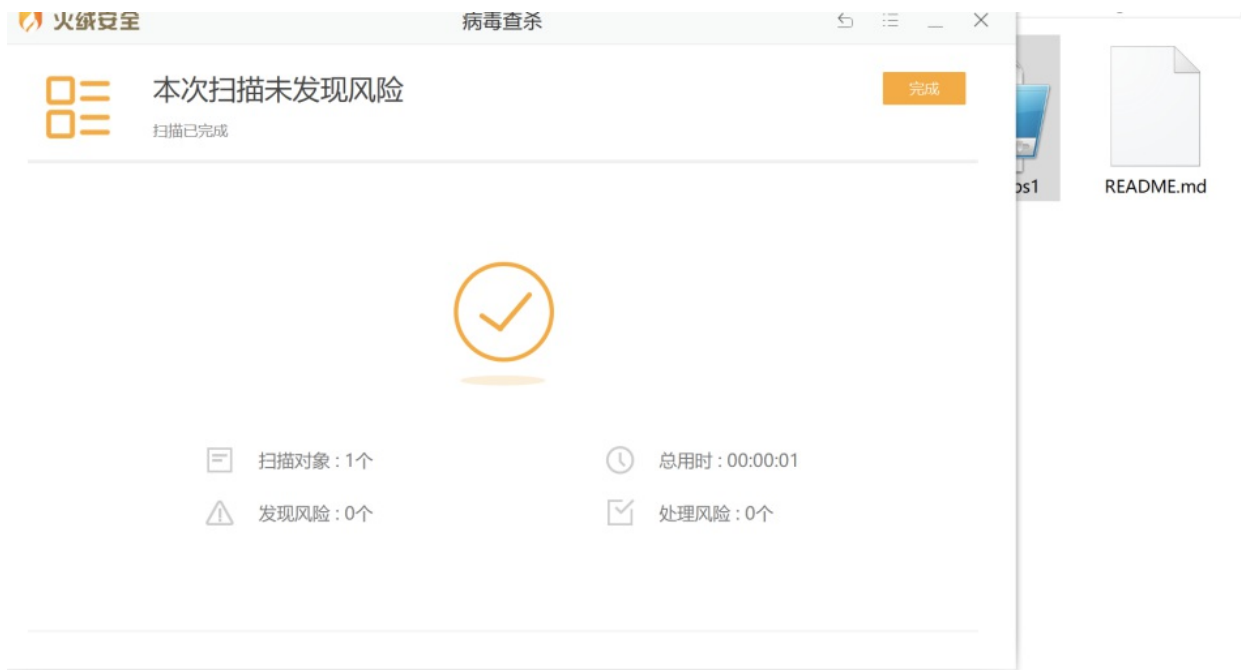 火绒安全
病毒查杀
本次扫描未发现风险
完成
扫描已完成
ps1
README.md
扫描对象 : 1个
总用时 : 00:00:01
发现风险 : 0个
处理风险 : 0个